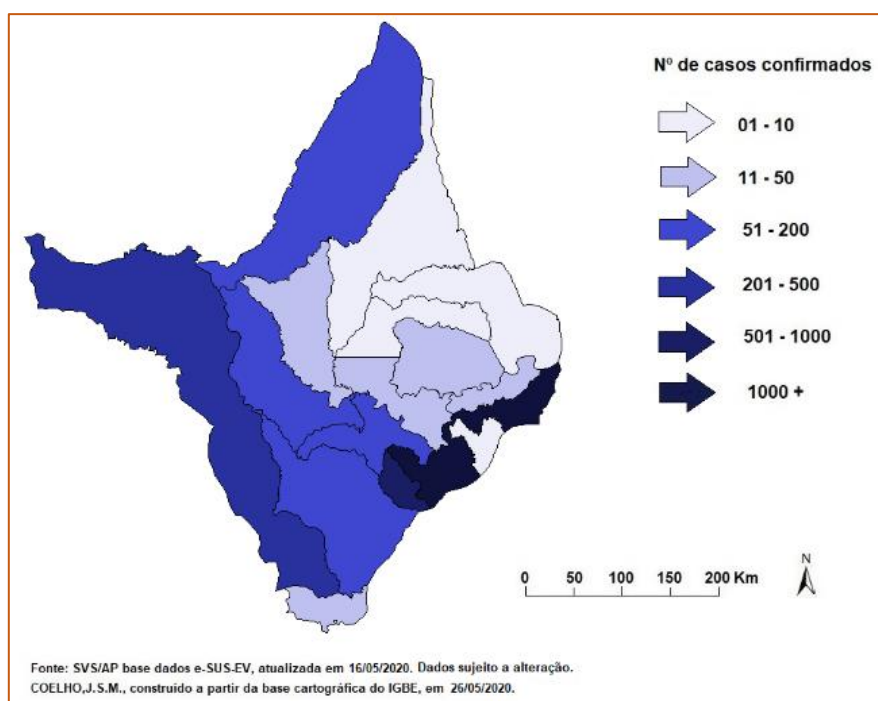 Nº de casos confirmados
01 - 10
11 - 50
51 - 200
201 - 500
501 - 1000
1000 +
N
0 50 100 150 200 Km
Fonte: SVS/AP base dados e-SUS-EV, atualizada em 16/05/2020. Dados sujeito a alteração.
COELHO,J.S.M., construido a partir da base cartográfica do IGBE, em 26/05/2020.